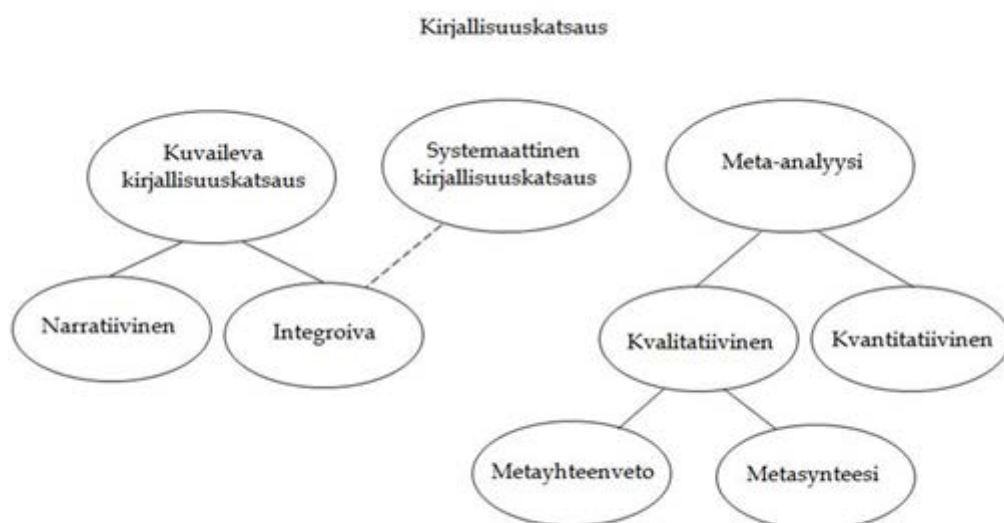 Kirjallisuuskatsaus
Kuvaileva
kirjallisuuskatsaus
Systemaattinen
kirjallisuuskatsaus
Meta-analyysi
Narratiivinen
Integroiva
Kvalitatiivinen
Kvantitatiivinen
Metayhteenveto
Metasynteesi